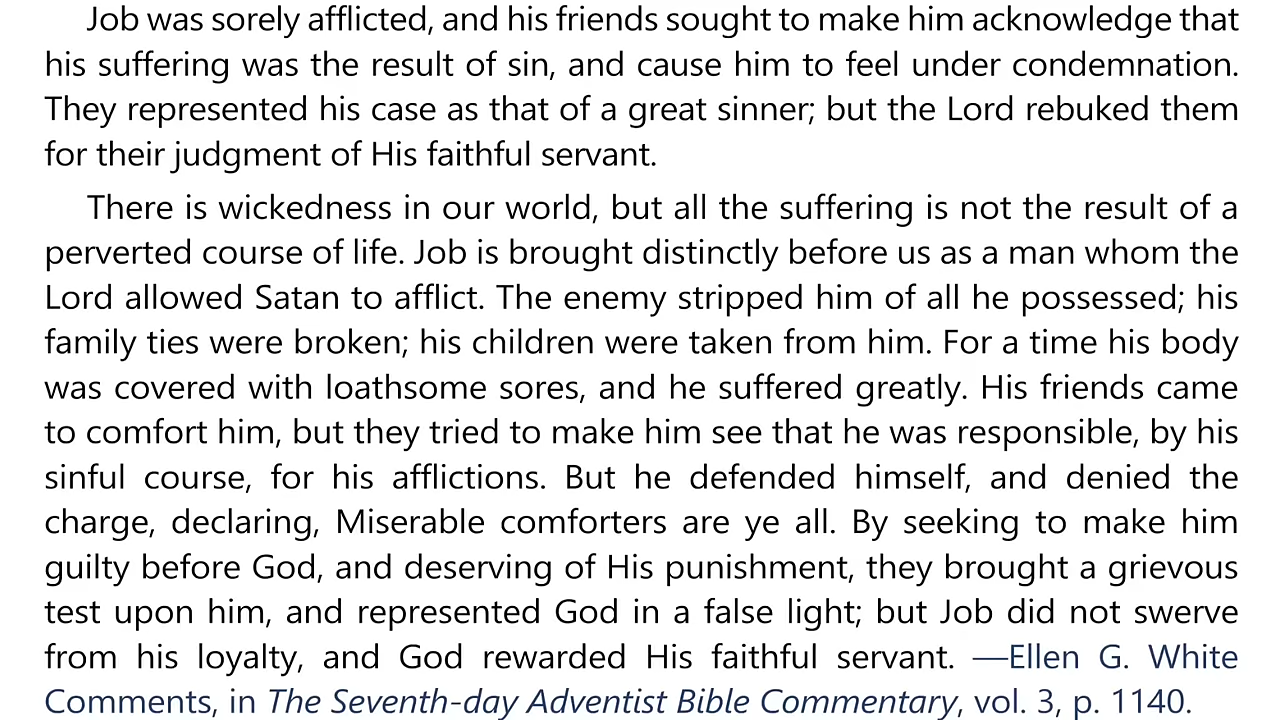 Job was sorely afflicted, and his friends sought to make him acknowledge that
his suffering was the result of sin, and cause him to feel under condemnation.
They represented his case as that of a great sinner; but the Lord rebuked them
for their judgment of His faithful servant.
There is wickedness in our world, but all the suffering is not the result of a
perverted course of life. Job is brought distinctly before us as a man whom the
Lord allowed Satan to afflict. The enemy stripped him of all he possessed; his
family ties were broken; his children were taken from him. For a time his body
was covered with loathsome sores, and he suffered greatly. His friends came
to comfort him, but they tried to make him see that he was responsible, by his
sinful course, for his afflictions. But he defended himself, and denied the
charge, declaring, Miserable comforters are ye all. By seeking to make him
guilty before God, and deserving of His punishment, they brought a grievous
test upon him, and represented God in a false light; but Job did not swerve
from his loyalty, and God rewarded His faithful servant. —Ellen G. White
Comments, in The Seventh-day Adventist Bible Commentary, vol. 3, p. 1140.